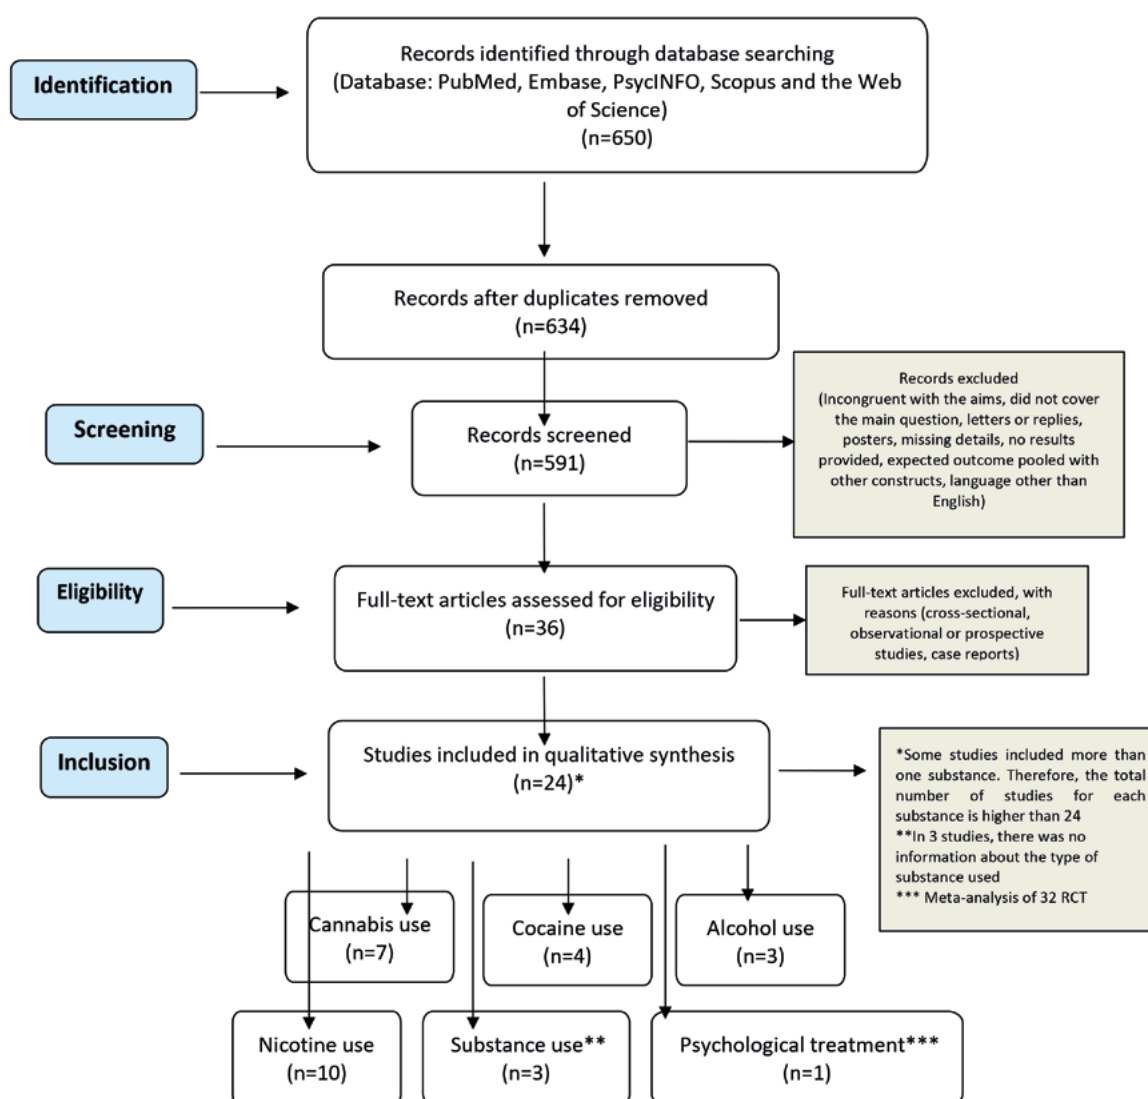 Identification
Records identified through database searching
(Database: PubMed, Embase, PsycINFO, Scopus and the Web
of Science)
(n=650)
Records after duplicates removed
(n=634)
Screening
Records screened
(n=591)
Records excluded
(Incongruent with the aims, did not cover
the main question, letters or replies,
posters, missing details, no results
provided, expected outcome pooled with
other constructs, language other than
English)
Eligibility
Full-text articles assessed for eligibility
(n=36)
Full-text articles excluded, with
reasons (cross-sectional,
observational or prospective
studies, case reports)
Inclusion
Studies included in qualitative synthesis
(n=24)*
*Some studies included more than
one substance. Therefore, the total
number of studies for each
substance is higher than 24
**In 3 studies, there was no
information about the type of
substance used
*** Meta-analysis of 32 RCT
Cannabis use
(n=7)
Cocaine use
(n=4)
Alcohol use
(n=3)
Nicotine use
(n=10)
Substance use**
(n=3)
Psychological treatment***
(n=1)